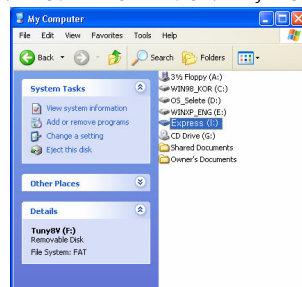 My Computer
File Edit View Favorites Tools Help
Back Search Folders
System Tasks
View system information
Add or remove programs
Change a setting
Eject this disk
Other Places
Details
Tuny8V (F:)
Removable Disk
File System: FAT
3½ Floppy (A:)
WIN98_KOR (C:)
OS_Selete (D:)
WINXP_ENG (E:)
Express (I:)
CD Drive (G:)
Shared Documents
Owner's Documents